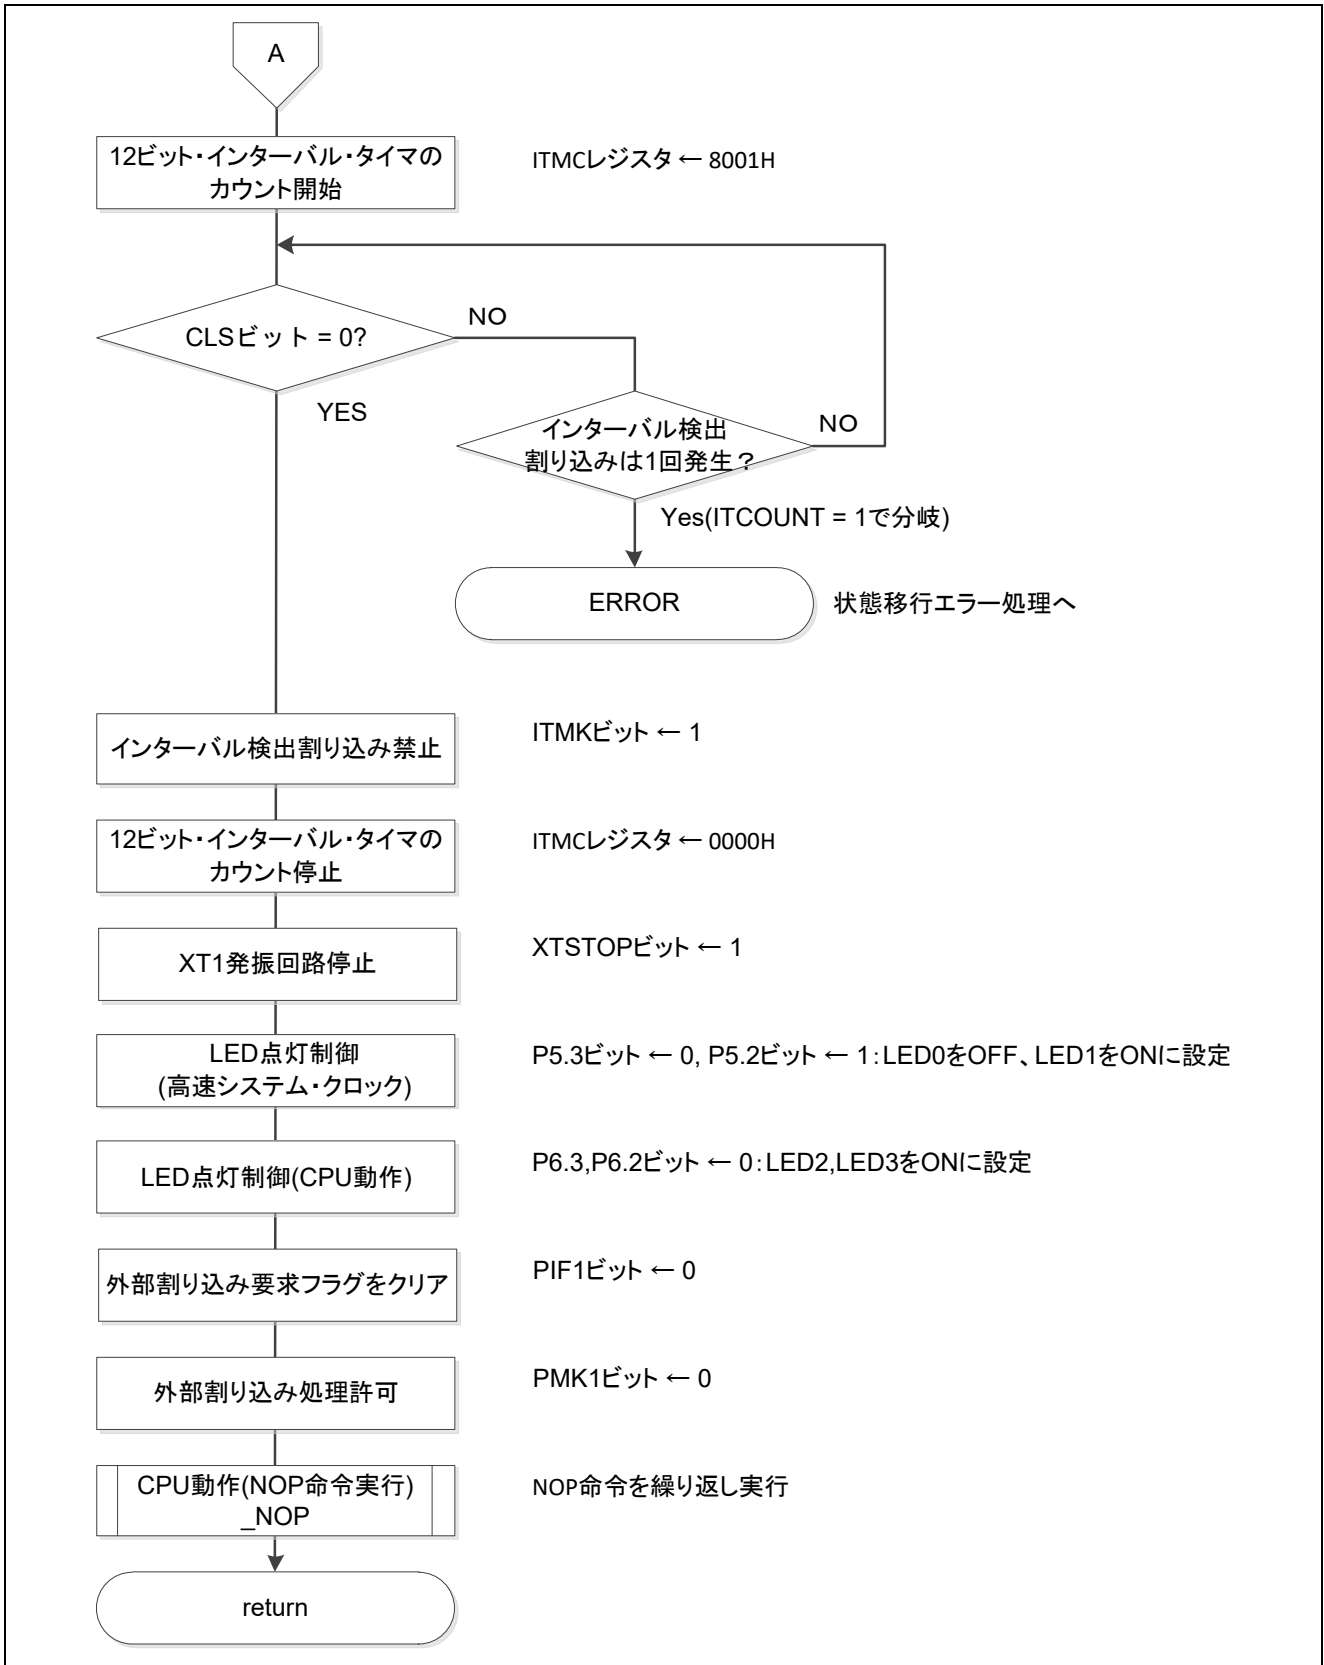 A
12ビット・インターバル・タイマの
カウント開始
ITMCレジスタ ← 8001H
CLSビット = 0?
NO
YES
インターバル検出
割り込みは1回発生？
NO
Yes(ITCOUNT = 1で分岐)
ERROR
状態移行エラー処理へ
インターバル検出割り込み禁止
ITMKビット ← 1
12ビット・インターバル・タイマの
カウント停止
ITMCレジスタ ← 0000H
XT1発振回路停止
XTSTOPビット ← 1
LED点灯制御
(高速システム・クロック)
P5.3ビット ← 0, P5.2ビット ← 1：LED0をOFF、LED1をONに設定
LED点灯制御(CPU動作)
P6.3,P6.2ビット ← 0：LED2,LED3をONに設定
外部割り込み要求フラグをクリア
PIF1ビット ← 0
外部割り込み処理許可
PMK1ビット ← 0
CPU動作(NOP命令実行)
_NOP
NOP命令を繰り返し実行
return